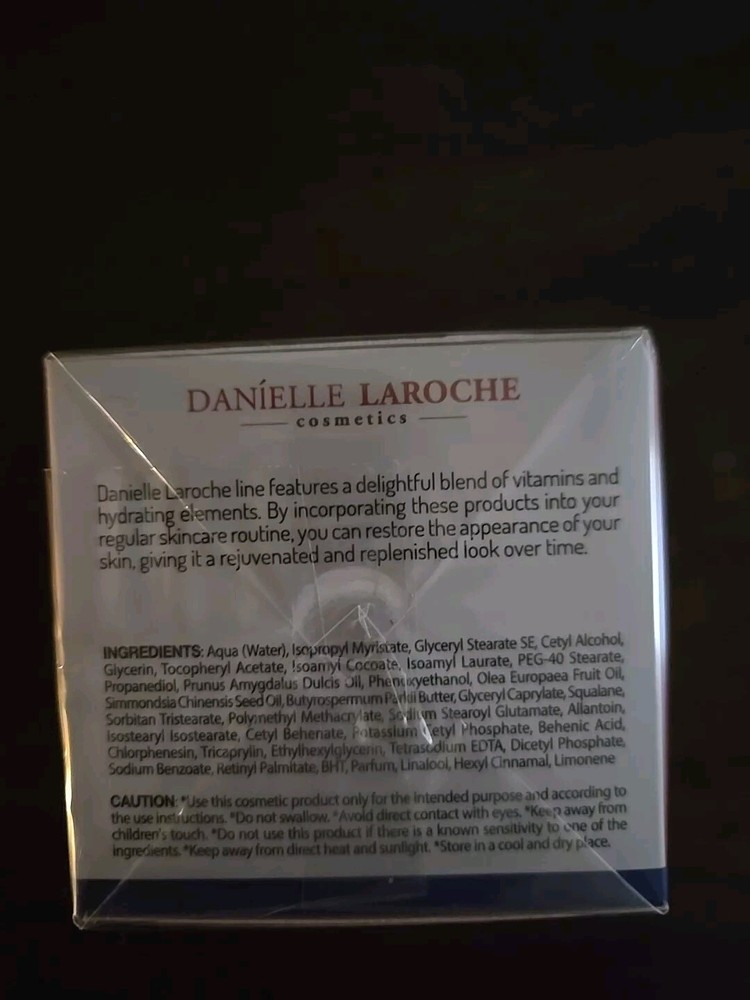 DANÍELLE LAROCHE
cosmetics
Danielle Laroche line features a delightful blend of vitamins and
hydrating elements. By incorporating these products into your
regular skincare routine, you can restore the appearance of your
skin, giving it a rejuvenated and replenished look over time.
INGREDIENTS: Aqua (Water), Isopropyl Myristate, Glyceryl Stearate SE, Cetyl Alcohol,
Glycerin, Tocopheryl Acetate, Isoamyl Cocoate, Isoamyl Laurate, PEG-40 Stearate,
Propanediol, Prunus Amygdalus Dulcis Oil, Phenoxyethanol, Olea Europaea Fruit Oil,
Simmondsia Chinensis Seed Oil, Butyrospermum Parkii Butter, Glyceryl Caprylate, Squalane,
Sorbitan Tristearate, Polymethyl Methacrylate, Sodium Stearoyl Glutamate, Allantoin,
Isostearyl Isostearate, Cetyl Behenate, Potassium Cetyl Phosphate, Behenic Acid,
Chlorphenesin, Tricaprylin, Ethylhexylglycerin, Tetrasodium EDTA, Dicetyl Phosphate,
Sodium Benzoate, Retinyl Palmitate, BHT, Parfum, Linalool, Hexyl Cinnamal, Limonene
CAUTION: *Use this cosmetic product only for the intended purpose and according to
the use instuctions. *Do not swallow. *Avoid direct contact with eyes. *Keep away from
children's touch. *Do not use this product if there is a known sensitivity to one of the
ingredients. *Keep away from direct heat and sunlight. *Store in a cool and dry place.